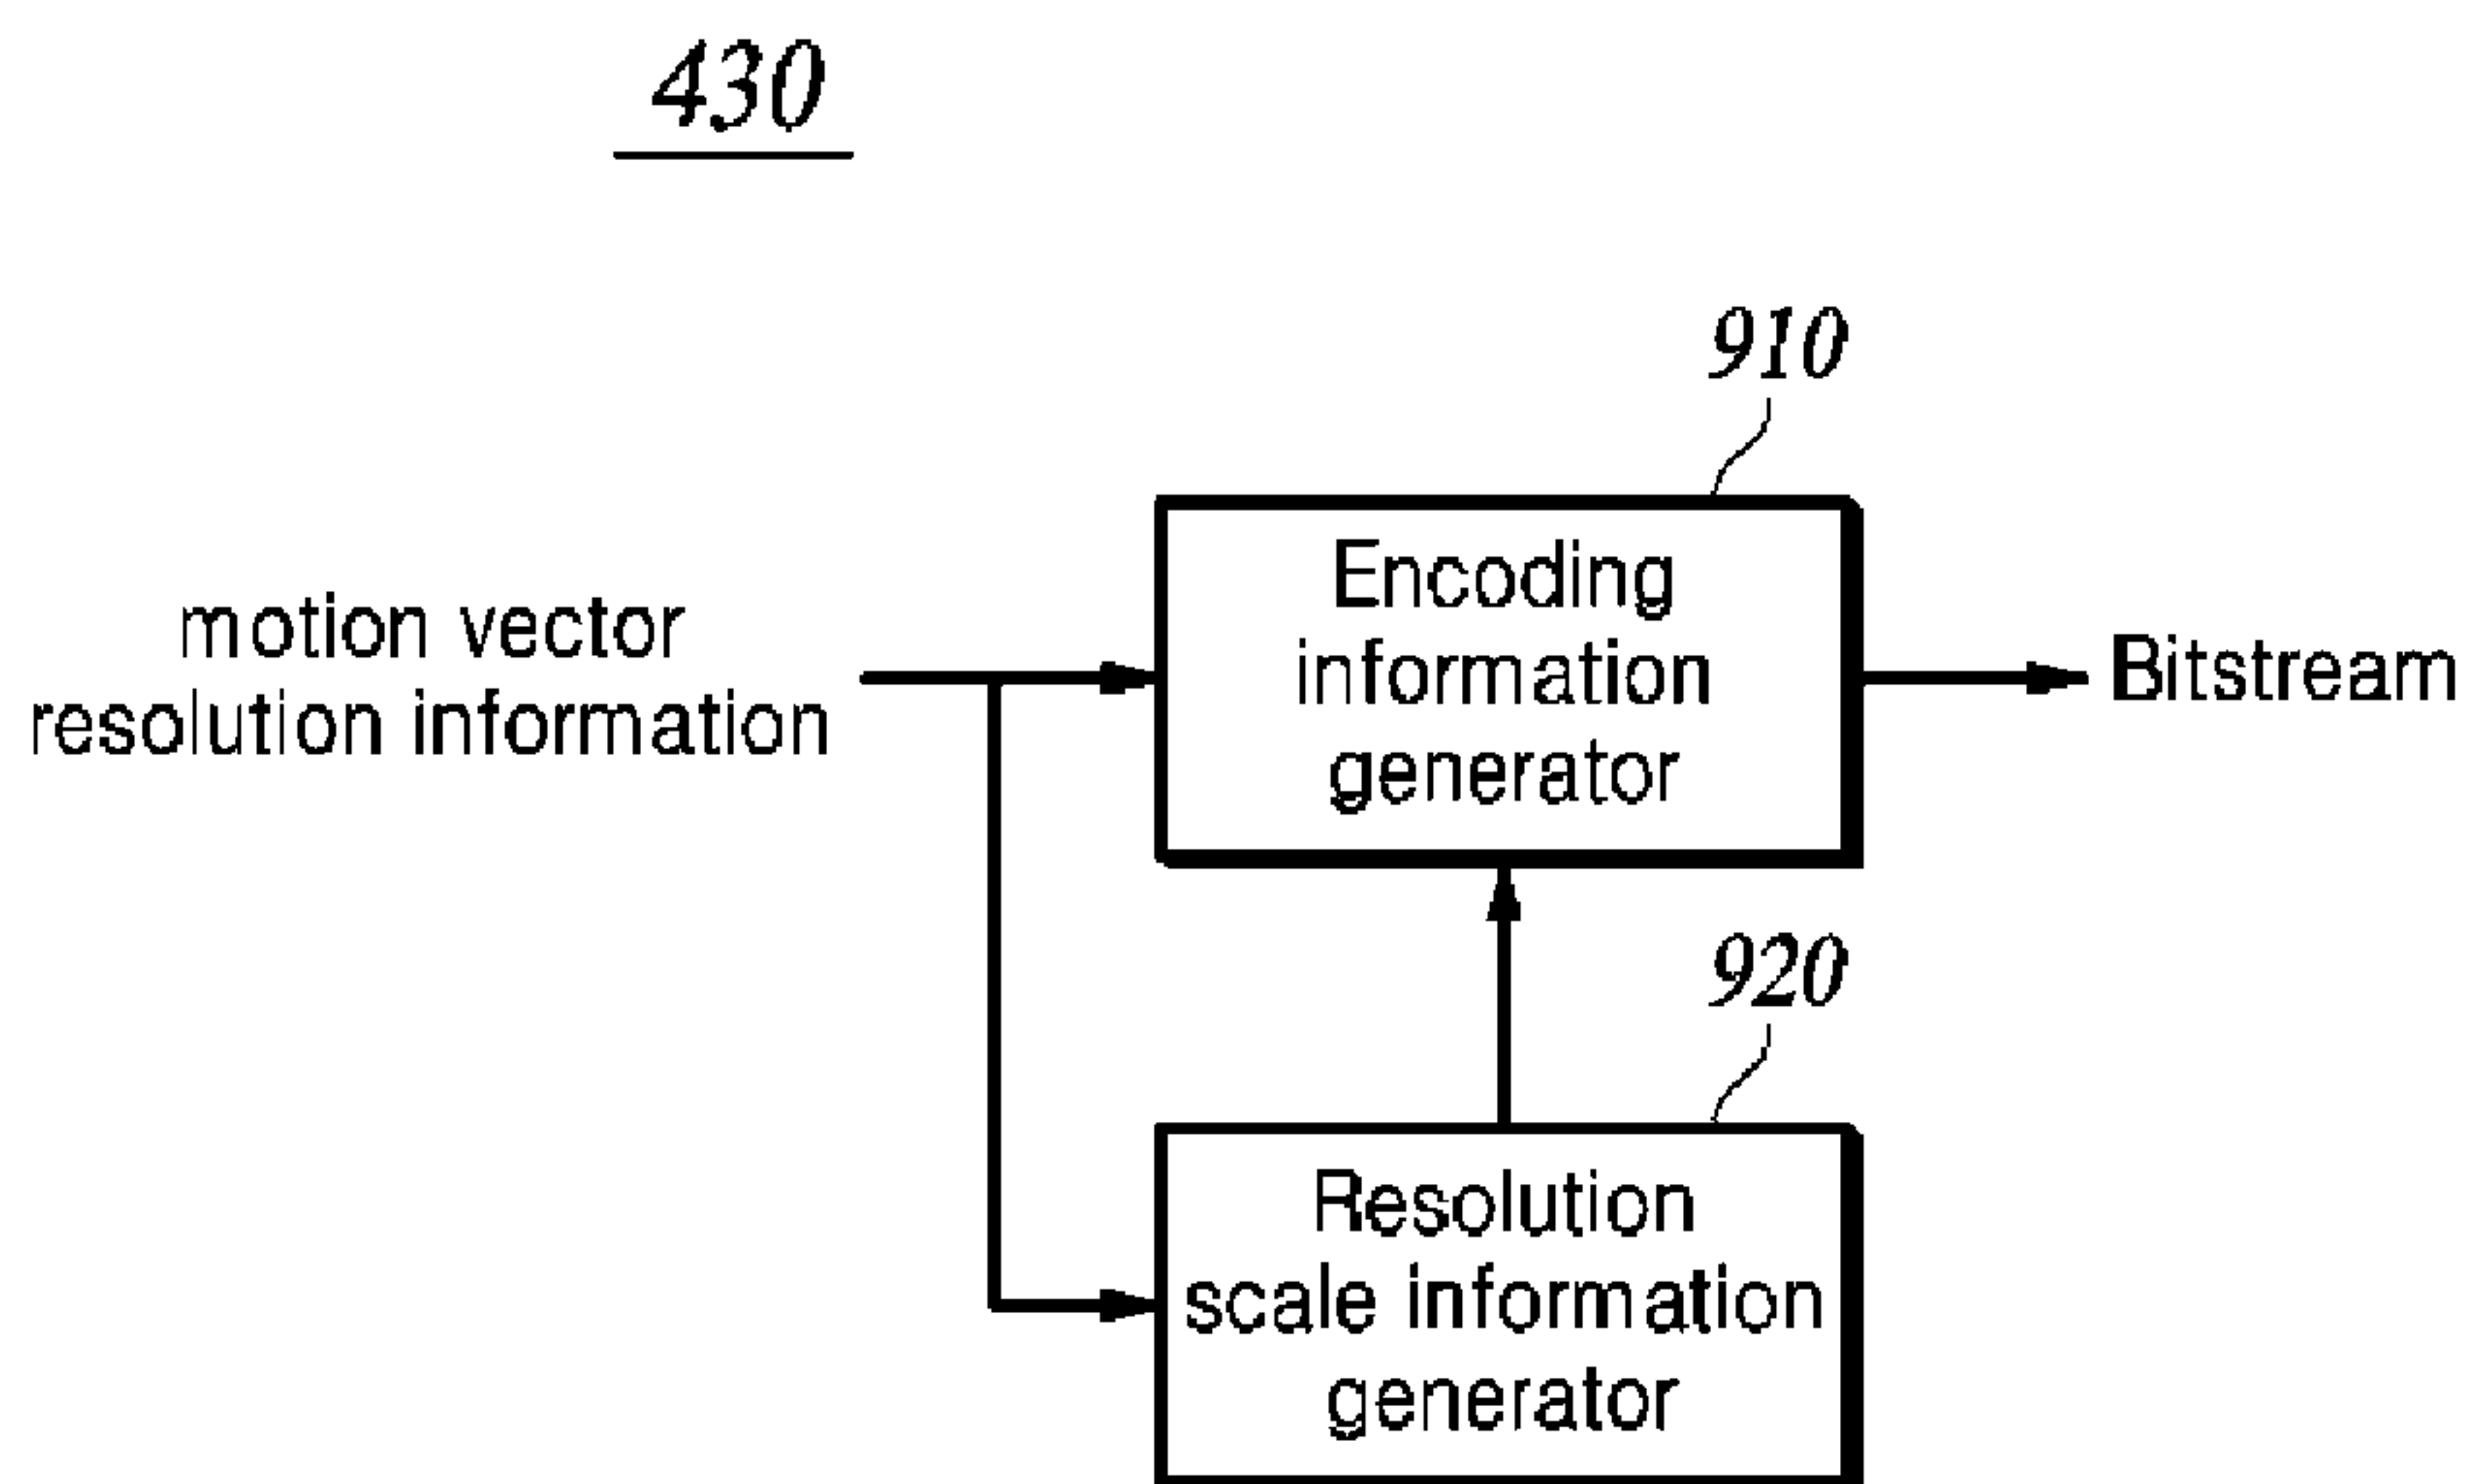 430
910
Encoding
information
generator
motion vector
resolution information
Bitstream
920
Resolution
scale information
generator